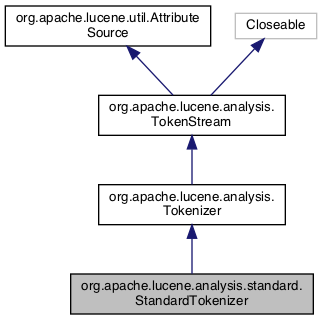 org.apache.lucene.util.Attribute
Source
Closeable
org.apache.lucene.analysis.
TokenStream
org.apache.lucene.analysis.
Tokenizer
org.apache.lucene.analysis.standard.
StandardTokenizer